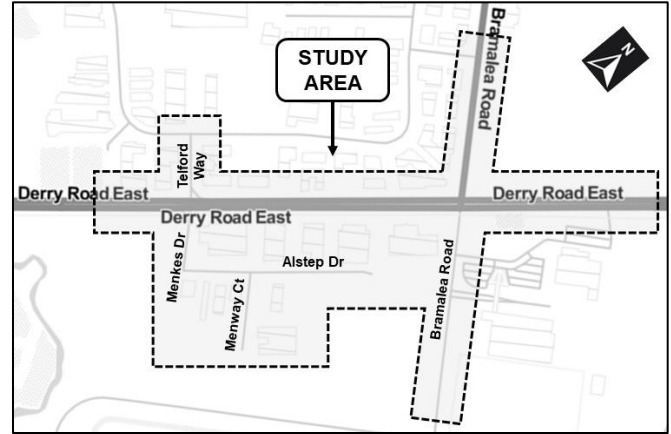 Bramalea Road
N
STUDY
AREA
Telford
Way
Derry Road East
Derry Road East
Derry Road East
Menkes Dr
Alstep Dr
Menway Ct
Bramalea Road